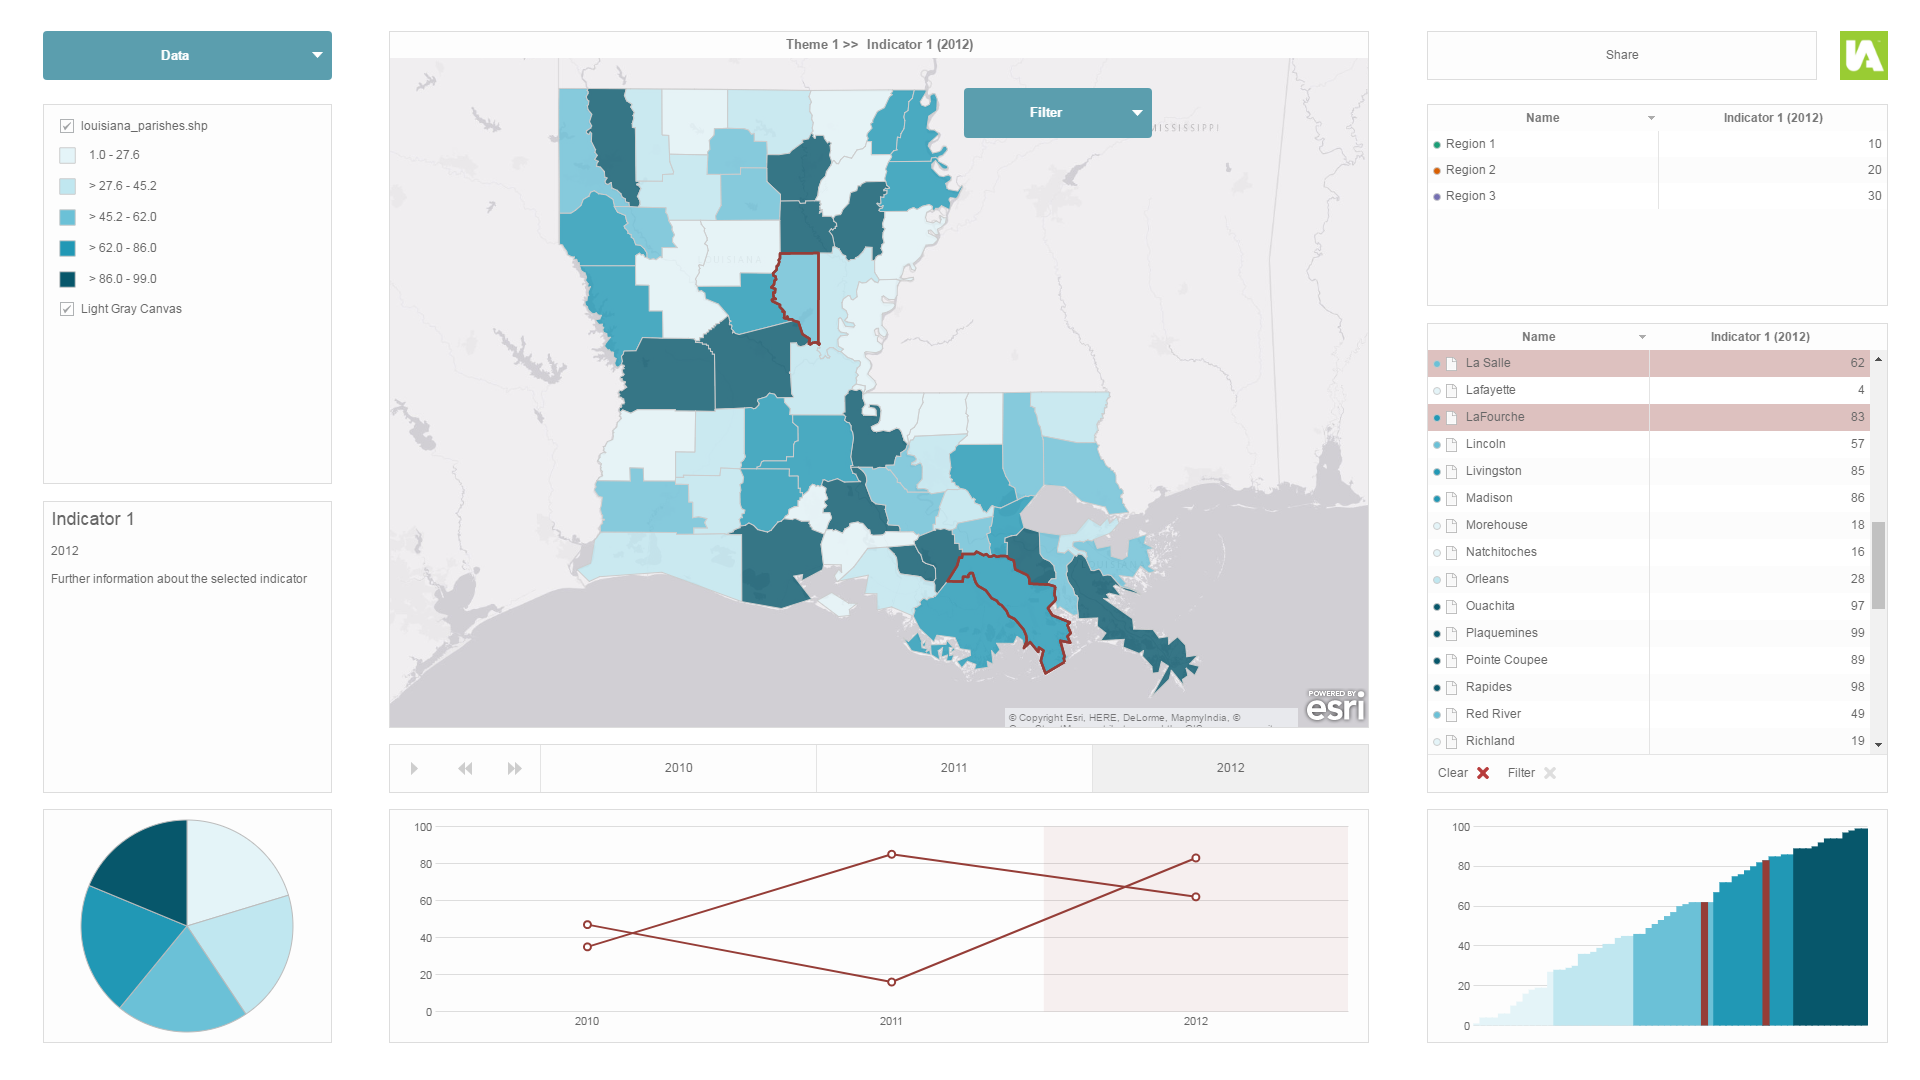 Data
louisiana_parishes.shp
1.0 - 27.6
> 27.6 - 45.2
> 45.2 - 62.0
> 62.0 - 86.0
> 86.0 - 99.0
Light Gray Canvas
Indicator 1
2012
Further information about the selected indicator
Theme 1 >> Indicator 1 (2012)
Filter
MISSISSIPPI
LOUISIANA
POWERED BY
esri
© Copyright Esri, HERE, DeLorme, MapmyIndia, ©
2010 2011 2012
100
80
60
40
20
0
2010 2011 2012
Share
IA
Name Indicator 1 (2012)
Region 1 10
Region 2 20
Region 3 30
Name Indicator 1 (2012)
La Salle 62
Lafayette 4
LaFourche 83
Lincoln 57
Livingston 85
Madison 86
Morehouse 18
Natchitoches 16
Orleans 28
Ouachita 97
Plaquemines 99
Pointe Coupee 89
Rapides 98
Red River 49
Richland 19
Clear Filter
100
80
60
40
20
0